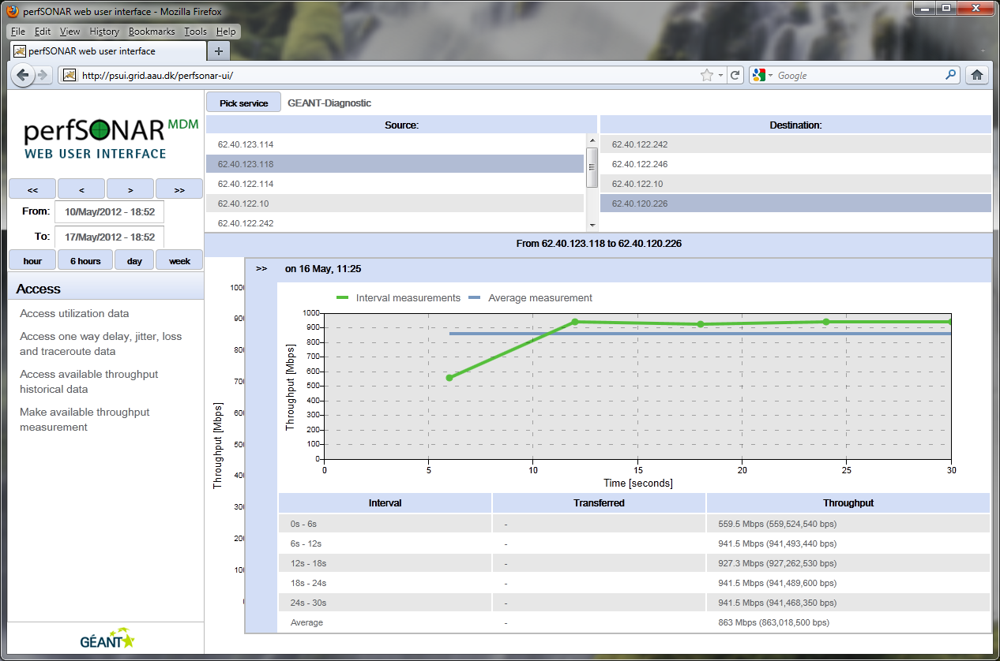 perfSONAR web user interface - Mozilla Firefox
File Edit View History Bookmarks Tools Help
perfSONAR web user interface
http://psui.grid.aau.dk/perfsonar-ui/
Google
perfSONAR MDM
WEB USER INTERFACE
<< < > >>
From: 10/May/2012 - 18:52
To: 17/May/2012 - 18:52
hour 6 hours day week
Access
Access utilization data
Access one way delay, jitter, loss
and traceroute data
Access available throughput
historical data
Make available throughput
measurement
GÉANT
Pick service GEANT-Diagnostic
Source:
62.40.123.114
62.40.123.118
62.40.122.114
62.40.122.10
62.40.122.242
Destination:
62.40.122.242
62.40.122.246
62.40.122.10
62.40.120.226
From 62.40.123.118 to 62.40.120.226
Throughput [Mbps]
>> on 16 May, 11:25
Interval measurements Average measurement
Throughput [Mbps]
1000
900
800
700
600
500
400
300
200
100
0
0 5 10 15 20 25 30
Time [seconds]
Interval Transferred Throughput
0s - 6s - 559.5 Mbps (559,524,540 bps)
6s - 12s - 941.5 Mbps (941,493,440 bps)
12s - 18s - 927.3 Mbps (927,262,530 bps)
18s - 24s - 941.5 Mbps (941,489,600 bps)
24s - 30s - 941.5 Mbps (941,468,350 bps)
Average - 863 Mbps (863,018,500 bps)